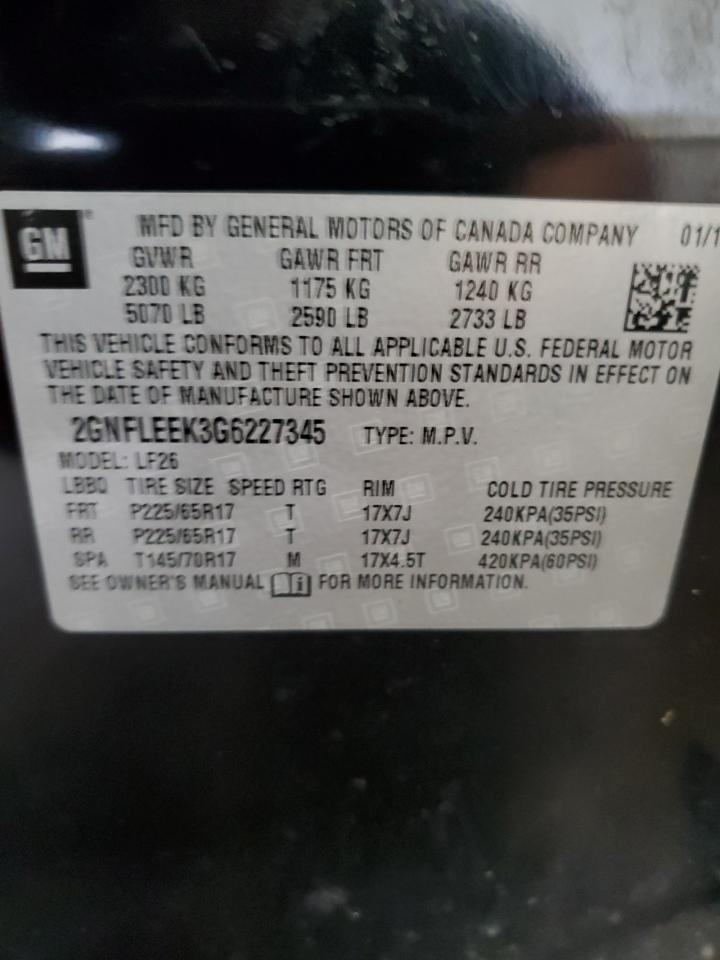 GM ® MFD BY GENERAL MOTORS OF CANADA COMPANY 01/1
GVWR GAWR FRT GAWR RR
2300 KG 1175 KG 1240 KG
5070 LB 2590 LB 2733 LB
THIS VEHICLE CONFORMS TO ALL APPLICABLE U.S. FEDERAL MOTOR
VEHICLE SAFETY AND THEFT PREVENTION STANDARDS IN EFFECT ON
THE DATE OF MANUFACTURE SHOWN ABOVE.
2GNFLEEK3G6227345 TYPE: M.P.V.
MODEL: LF26
LBBQ TIRE SIZE SPEED RTG RIM COLD TIRE PRESSURE
FRT P225/65R17 T 17X7J 240KPA(35PSI)
RR P225/65R17 T 17X7J 240KPA(35PSI)
SPA T145/70R17 M 17X4.5T 420KPA(60PSI)
SEE OWNER'S MANUAL i FOR MORE INFORMATION.